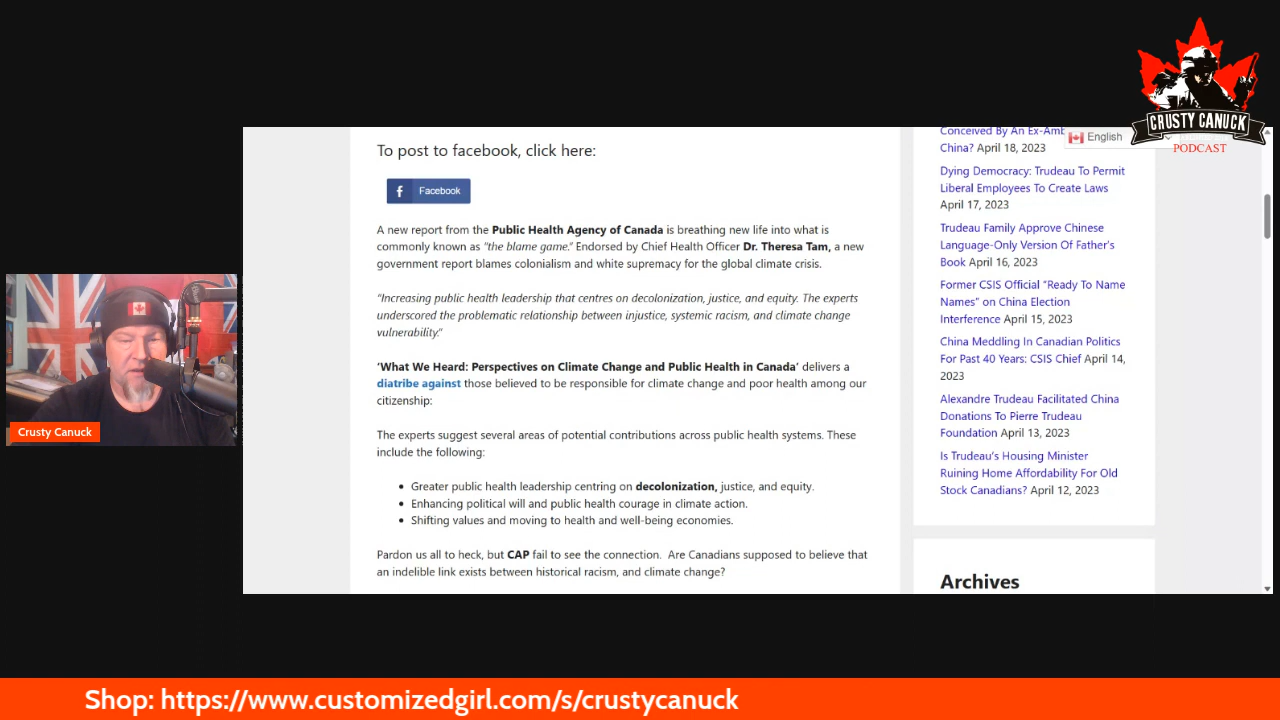 CRUSTY CANUCK
PODCAST
To post to facebook, click here:
f Facebook
A new report from the Public Health Agency of Canada is breathing new life into what is
commonly known as “the blame game.” Endorsed by Chief Health Officer Dr. Theresa Tam, a new
government report blames colonialism and white supremacy for the global climate crisis.
“Increasing public health leadership that centres on decolonization, justice, and equity. The experts
underscored the problematic relationship between injustice, systemic racism, and climate change
vulnerability.”
‘What We Heard: Perspectives on Climate Change and Public Health in Canada’ delivers a
diatribe against those believed to be responsible for climate change and poor health among our
citizenship:
The experts suggest several areas of potential contributions across public health systems. These
include the following:
• Greater public health leadership centring on decolonization, justice, and equity.
• Enhancing political will and public health courage in climate action.
• Shifting values and moving to health and well-being economies.
Pardon us all to heck, but CAP fail to see the connection. Are Canadians supposed to believe that
an indelible link exists between historical racism, and climate change?
Conceived By An
English
China? April 18, 2023
Dying Democracy: Trudeau To Permit
Liberal Employees To Create Laws
April 17, 2023
Trudeau Family Approve Chinese
Language-Only Version Of Father’s
Book April 16, 2023
Former CSIS Official “Ready To Name
Names” on China Election
Interference April 15, 2023
China Meddling In Canadian Politics
For Past 40 Years: CSIS Chief April 14,
2023
Alexandre Trudeau Facilitated China
Donations To Pierre Trudeau
Foundation April 13, 2023
Is Trudeau’s Housing Minister
Ruining Home Affordability For Old
Stock Canadians? April 12, 2023
Archives
Crusty Canuck
Shop: https://www.customizedgirl.com/s/crustycanuck